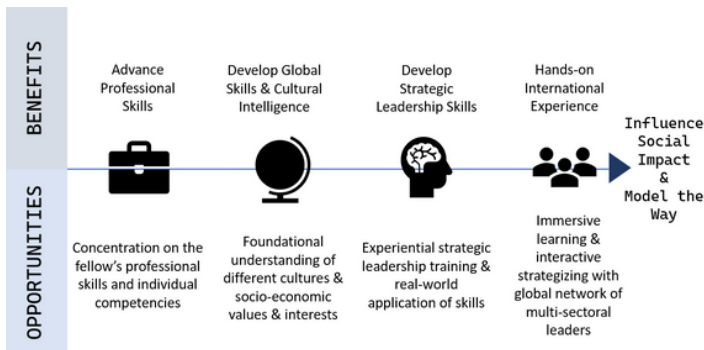 BENEFITS
Advance
Professional
Skills
Develop Global
Skills & Cultural
Intelligence
Develop
Strategic
Leadership Skills
Hands-on
International
Experience
Influence
Social
Impact
&
Model the
Way
OPPORTUNITIES
Concentration on the
fellow's professional
skills and individual
competencies
Foundational
understanding of
different cultures &
socio-economic
values & interests
Experiential strategic
leadership training &
real-world
application of skills
Immersive
learning &
interactive
strategizing with
global network of
multi-sectoral
leaders